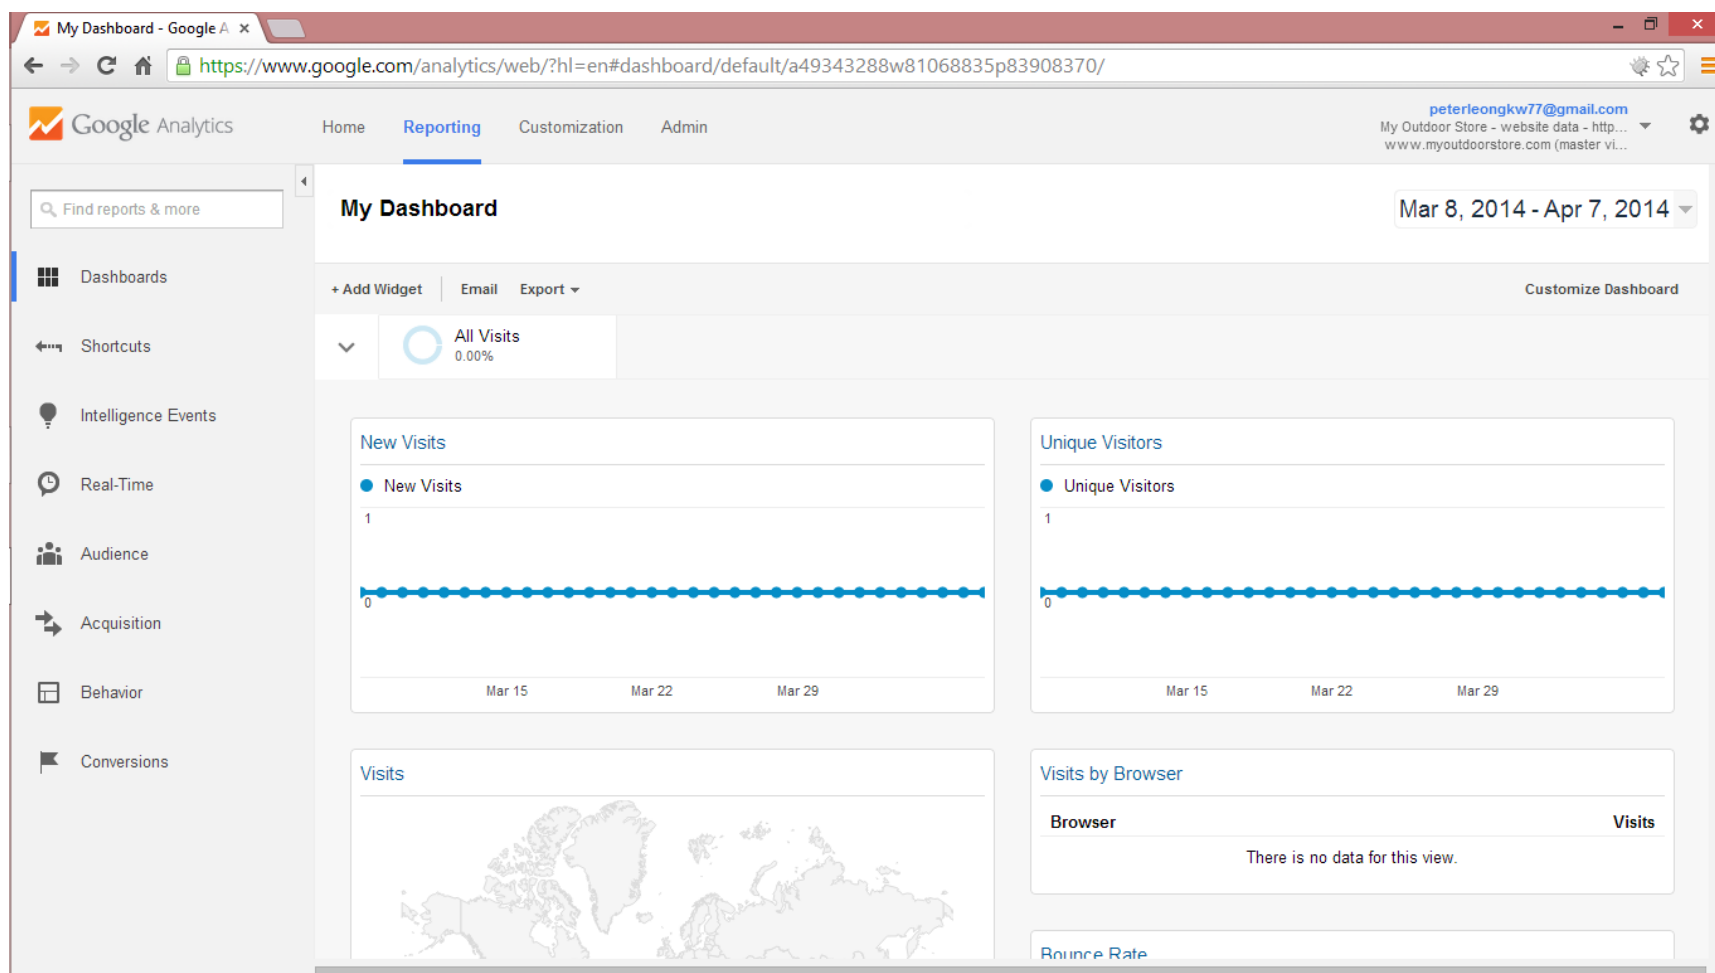 My Dashboard - Google A
https://www.google.com/analytics/web/?hl=en#dashboard/default/a49343288w81068835p83908370/
Google Analytics
Home Reporting Customization Admin
peterleongkw77@gmail.com
My Outdoor Store - website data - http...
www.myoutdoorstore.com (master vi...
Find reports & more
My Dashboard
Mar 8, 2014 - Apr 7, 2014
Dashboards
Shortcuts
Intelligence Events
Real-Time
Audience
Acquisition
Behavior
Conversions
+ Add Widget Email Export
Customize Dashboard
All Visits
0.00%
New Visits
New Visits
1
0
Mar 15 Mar 22 Mar 29
Unique Visitors
Unique Visitors
1
0
Mar 15 Mar 22 Mar 29
Visits
Visits by Browser
Browser Visits
There is no data for this view.
Bounce Rate